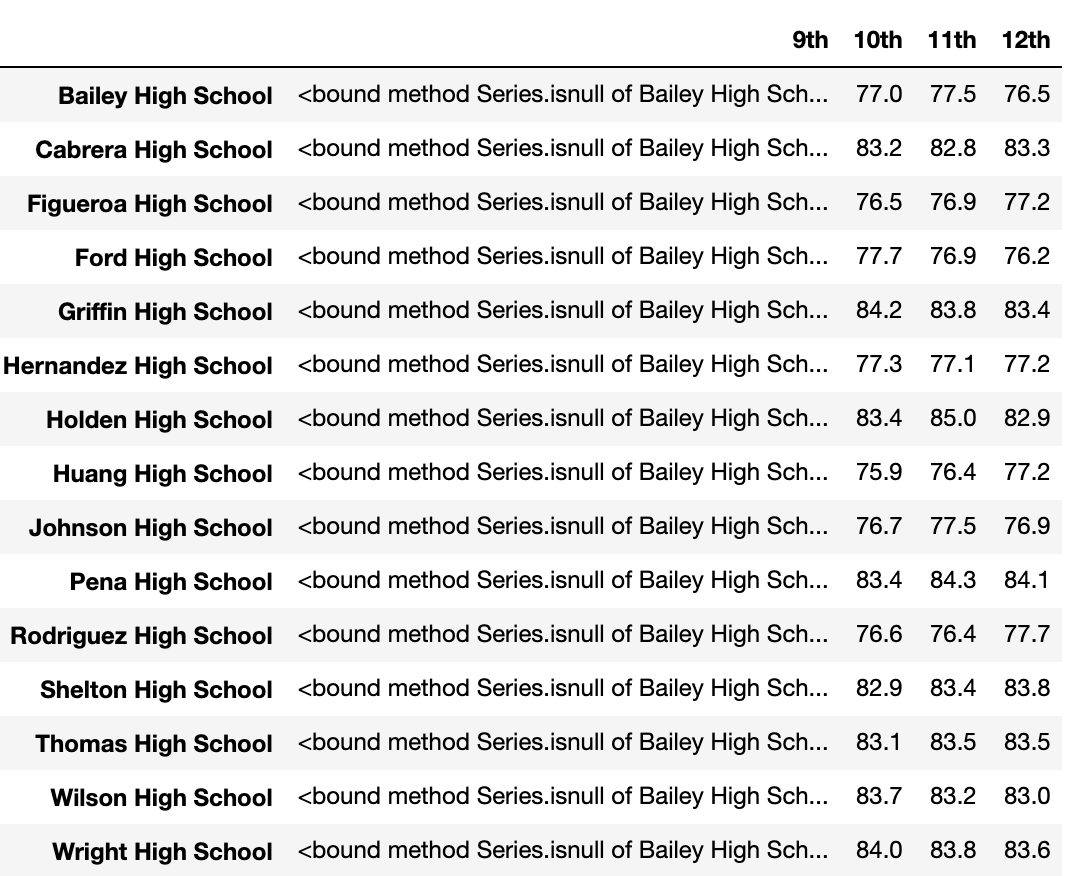 9th 10th 11th 12th
Bailey High School <bound method Series.isnull of Bailey High Sch... 77.0 77.5 76.5
Cabrera High School <bound method Series.isnull of Bailey High Sch... 83.2 82.8 83.3
Figueroa High School <bound method Series.isnull of Bailey High Sch... 76.5 76.9 77.2
Ford High School <bound method Series.isnull of Bailey High Sch... 77.7 76.9 76.2
Griffin High School <bound method Series.isnull of Bailey High Sch... 84.2 83.8 83.4
Hernandez High School <bound method Series.isnull of Bailey High Sch... 77.3 77.1 77.2
Holden High School <bound method Series.isnull of Bailey High Sch... 83.4 85.0 82.9
Huang High School <bound method Series.isnull of Bailey High Sch... 75.9 76.4 77.2
Johnson High School <bound method Series.isnull of Bailey High Sch... 76.7 77.5 76.9
Pena High School <bound method Series.isnull of Bailey High Sch... 83.4 84.3 84.1
Rodriguez High School <bound method Series.isnull of Bailey High Sch... 76.6 76.4 77.7
Shelton High School <bound method Series.isnull of Bailey High Sch... 82.9 83.4 83.8
Thomas High School <bound method Series.isnull of Bailey High Sch... 83.1 83.5 83.5
Wilson High School <bound method Series.isnull of Bailey High Sch... 83.7 83.2 83.0
Wright High School <bound method Series.isnull of Bailey High Sch... 84.0 83.8 83.6